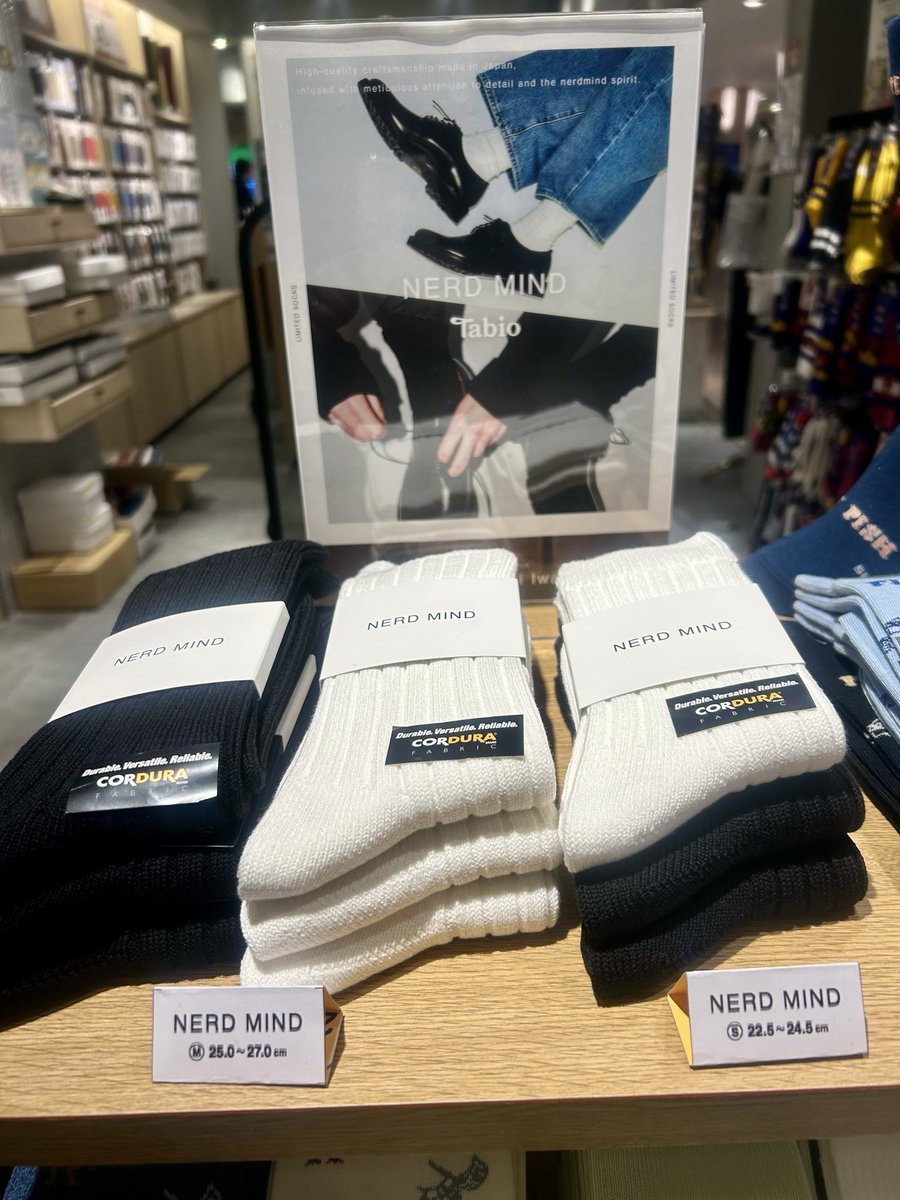 High-quality craftsmanship made in Japan,
infused with meticulous attention to detail and the nerdmind spirit.
LIMITED SOCKS
NERD MIND
Tabio
LIMITED SOCKS
NERD MIND
Durable. Versatile. Reliable.
CORDURA
FABRIC
NERD MIND
Durable. Versatile. Reliable.
CORDURA
FABRIC
NERD MIND
Durable. Versatile. Reliable.
CORDURA
FABRIC
FISH
NERD MIND
Ⓜ 25.0~27.0cm
NERD MIND
Ⓢ 22.5~24.5cm